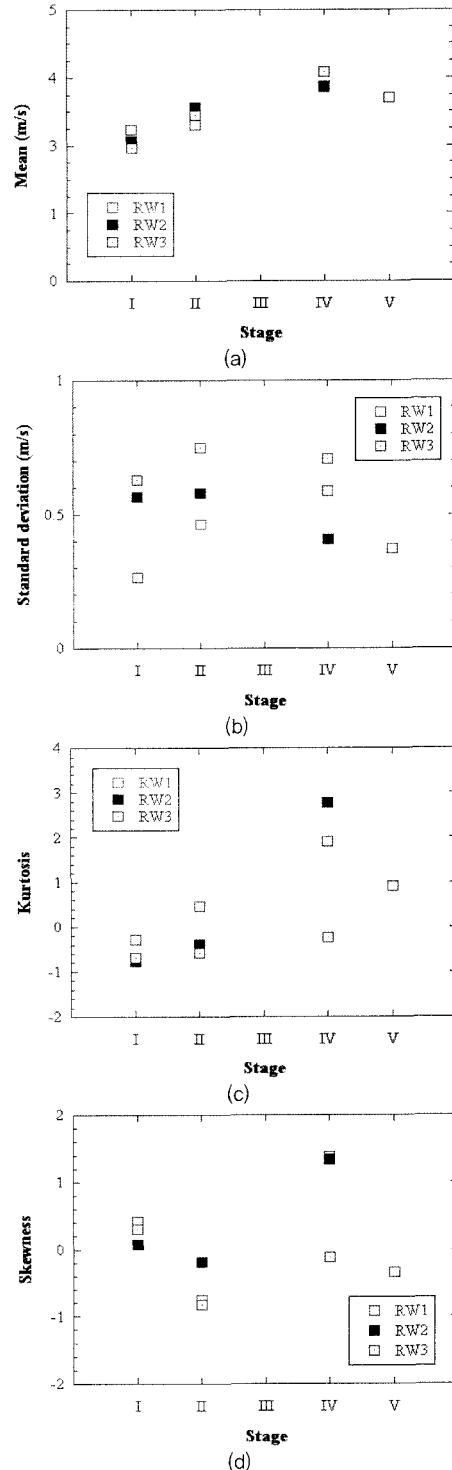 5
4
3
1
0
Mean (m/s)
RW1
RW2
RW3
I II III IV V
Stage
(a)
1
0.5
0
Standard deviation (m/s)
RW1
RW2
RW3
I II III IV V
Stage
(b)
4
3
2
1
0
-1
-2
Kurtosis
RW1
RW2
RW3
I II III IV V
Stage
(c)
2
1
0
-1
-2
Skewness
RW1
RW2
RW3
I II III IV V
Stage
(d)